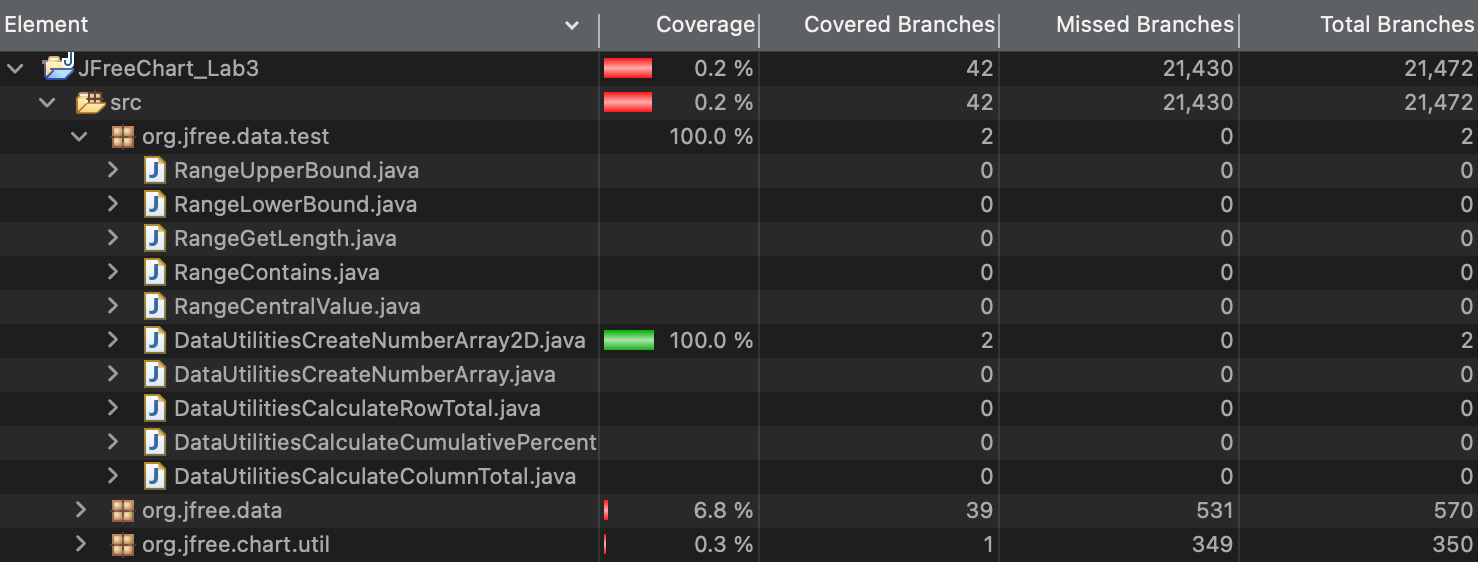 Element Coverage Covered Branches Missed Branches Total Branches
JFreeChart_Lab3 0.2 % 42 21,430 21,472
src 0.2 % 42 21,430 21,472
org.jfree.data.test 100.0 % 2 0 2
RangeUpperBound.java 0 0 0
RangeLowerBound.java 0 0 0
RangeGetLength.java 0 0 0
RangeContains.java 0 0 0
RangeCentralValue.java 0 0 0
DataUtilitiesCreateNumberArray2D.java 100.0 % 2 0 2
DataUtilitiesCreateNumberArray.java 0 0 0
DataUtilitiesCalculateRowTotal.java 0 0 0
DataUtilitiesCalculateCumulativePercent 0 0 0
DataUtilitiesCalculateColumnTotal.java 0 0 0
org.jfree.data 6.8 % 39 531 570
org.jfree.chart.util 0.3 % 1 349 350